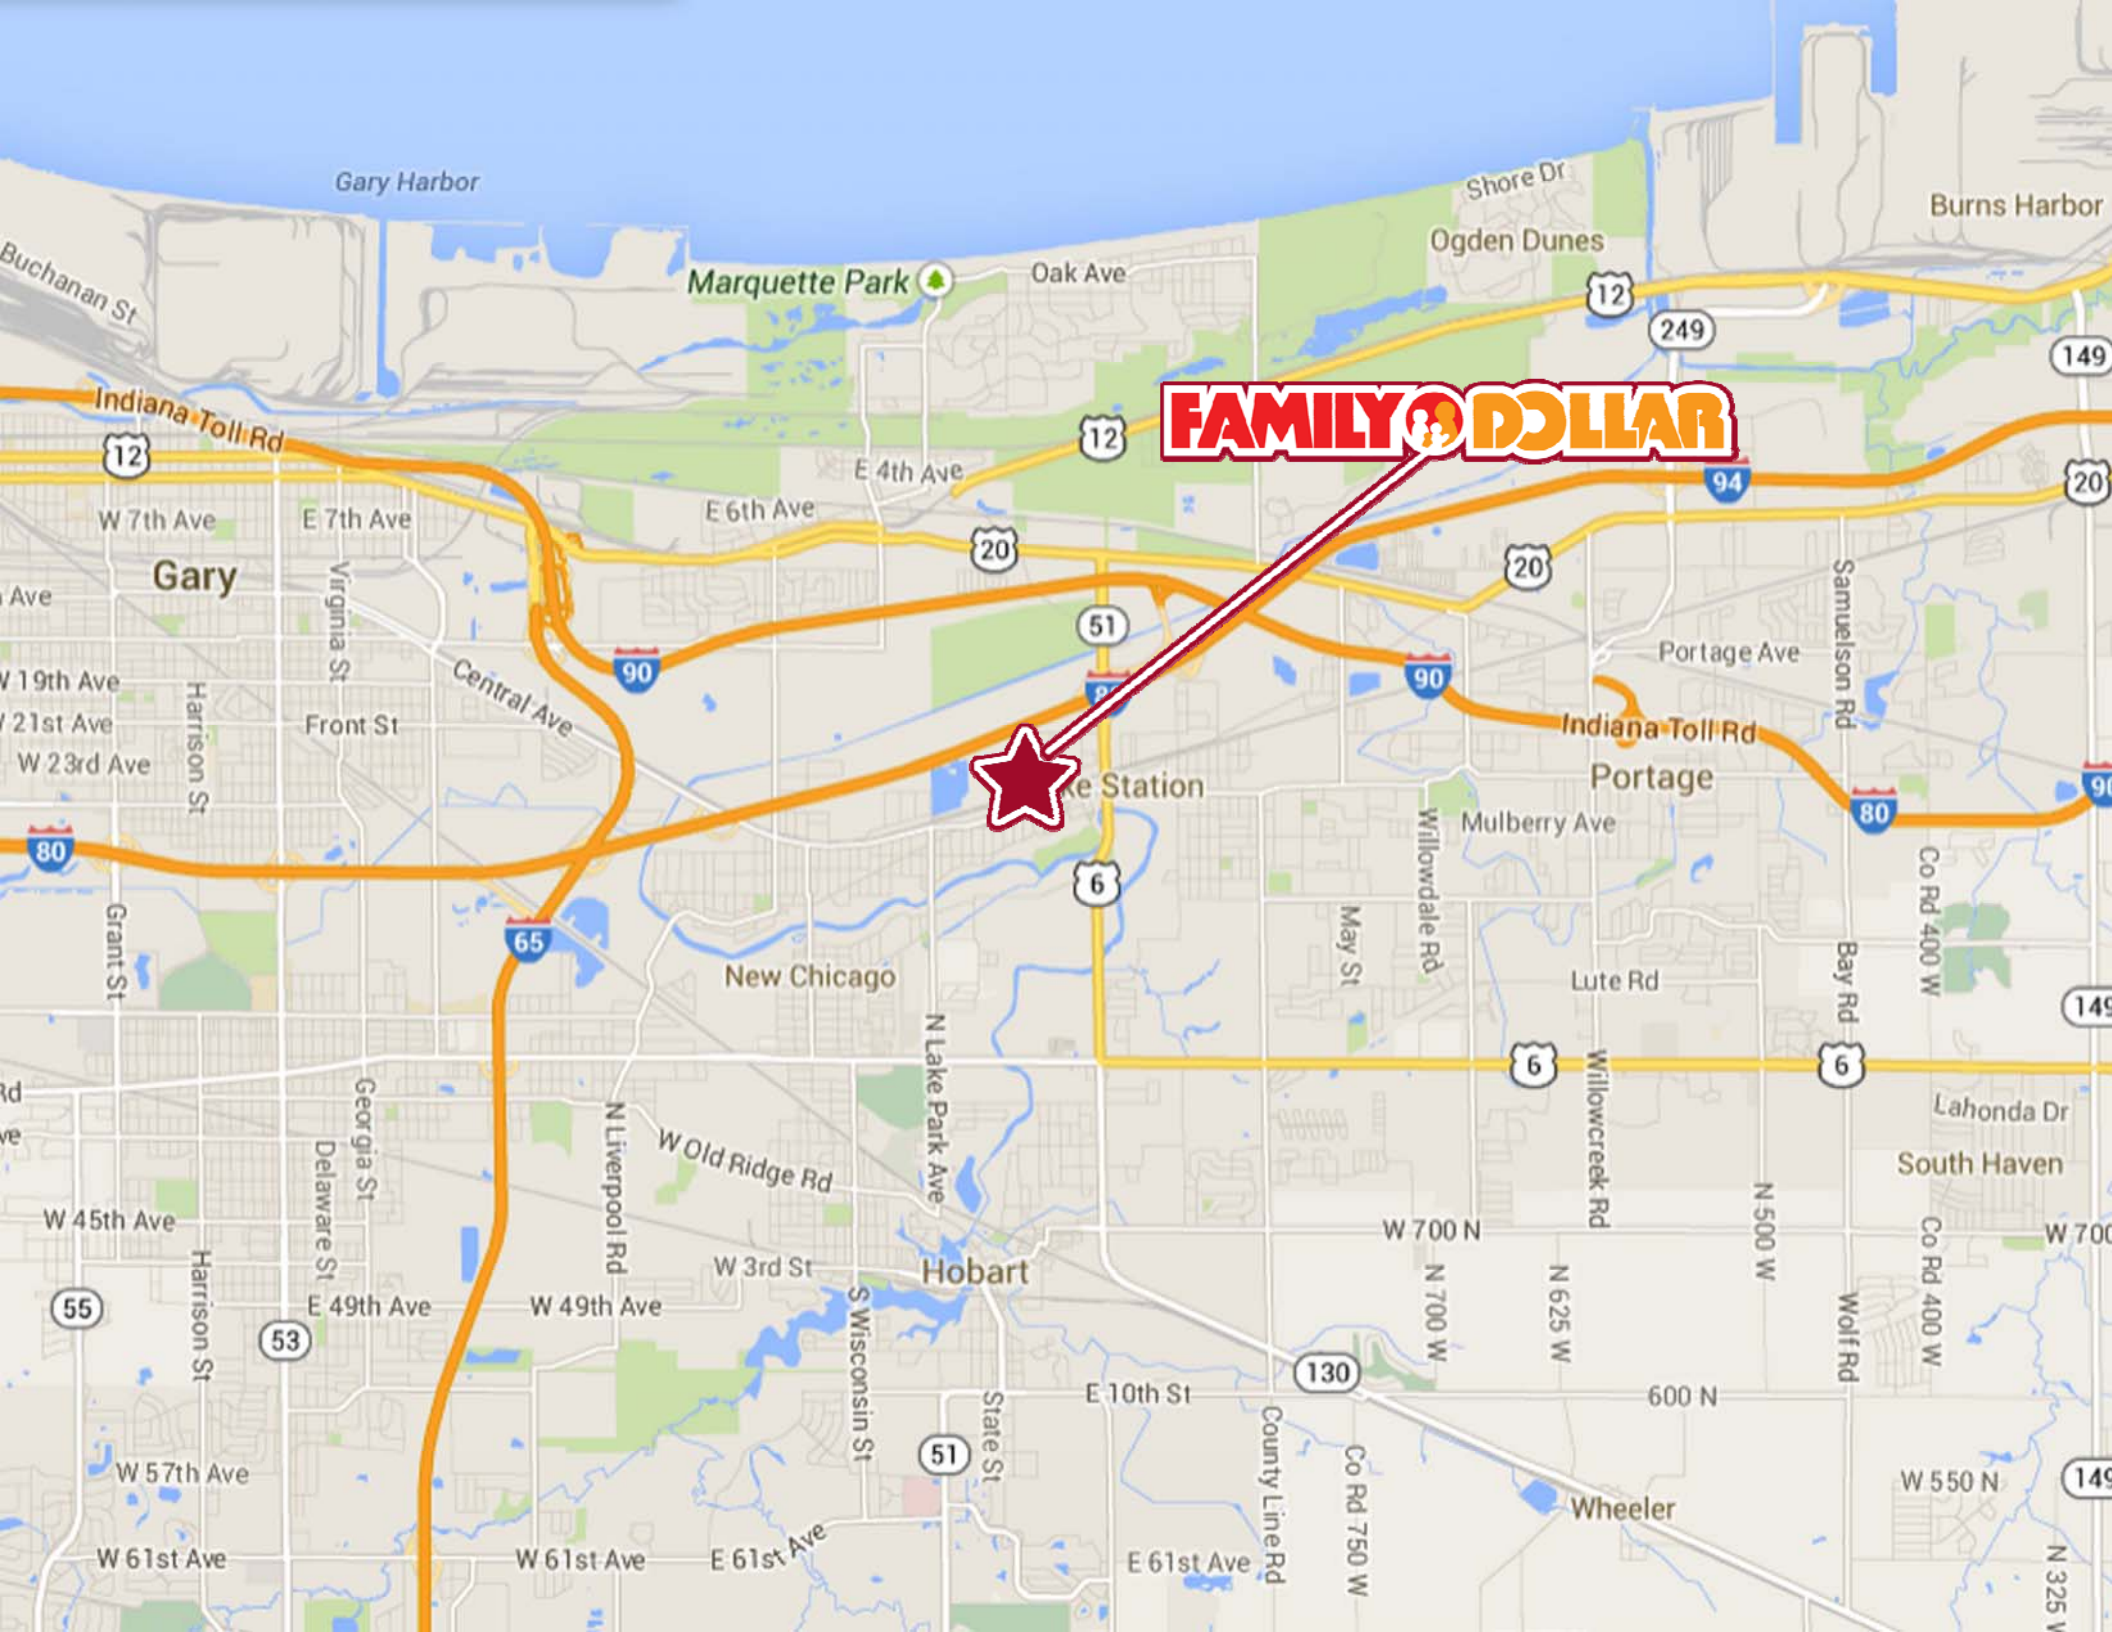 Gary Harbor
Shore Dr
Burns Harbor
Ogden Dunes
Buchanan St
Marquette Park
Oak Ave
12
249
149
Indiana Toll Rd
12
12
FAMILY DOLLAR
E 4th Ave
94
20
W 7th Ave
E 7th Ave
E 6th Ave
20
20
Gary
Ave
Virginia St
Samuelson Rd
51
90
90
Portage Ave
W 19th Ave
Harrison St
Central Ave
21st Ave
Front St
Indiana Toll Rd
W 23rd Ave
ke Station
Portage
90
80
Mulberry Ave
Willowdale Rd
80
6
Co Rd 400 W
Grant St
65
May St
Bay Rd
New Chicago
Lute Rd
149
N Lake Park Ave
6
Willowcreek Rd
6
Rd
Georgia St
N Liverpool Rd
Lahonda Dr
ve
W Old Ridge Rd
Delaware St
South Haven
W 45th Ave
N 500 W
Co Rd 400 W
W 700 N
W 700
Harrison St
W 3rd St
Hobart
N 700 W
N 625 W
55
E 49th Ave
W 49th Ave
S Wisconsin St
Wolf Rd
53
130
E 10th St
600 N
State St
County Line Rd
51
Co Rd 750 W
W 57th Ave
W 550 N
149
Wheeler
E 61st Ave
W 61st Ave
W 61st Ave
E 61st Ave
N 325